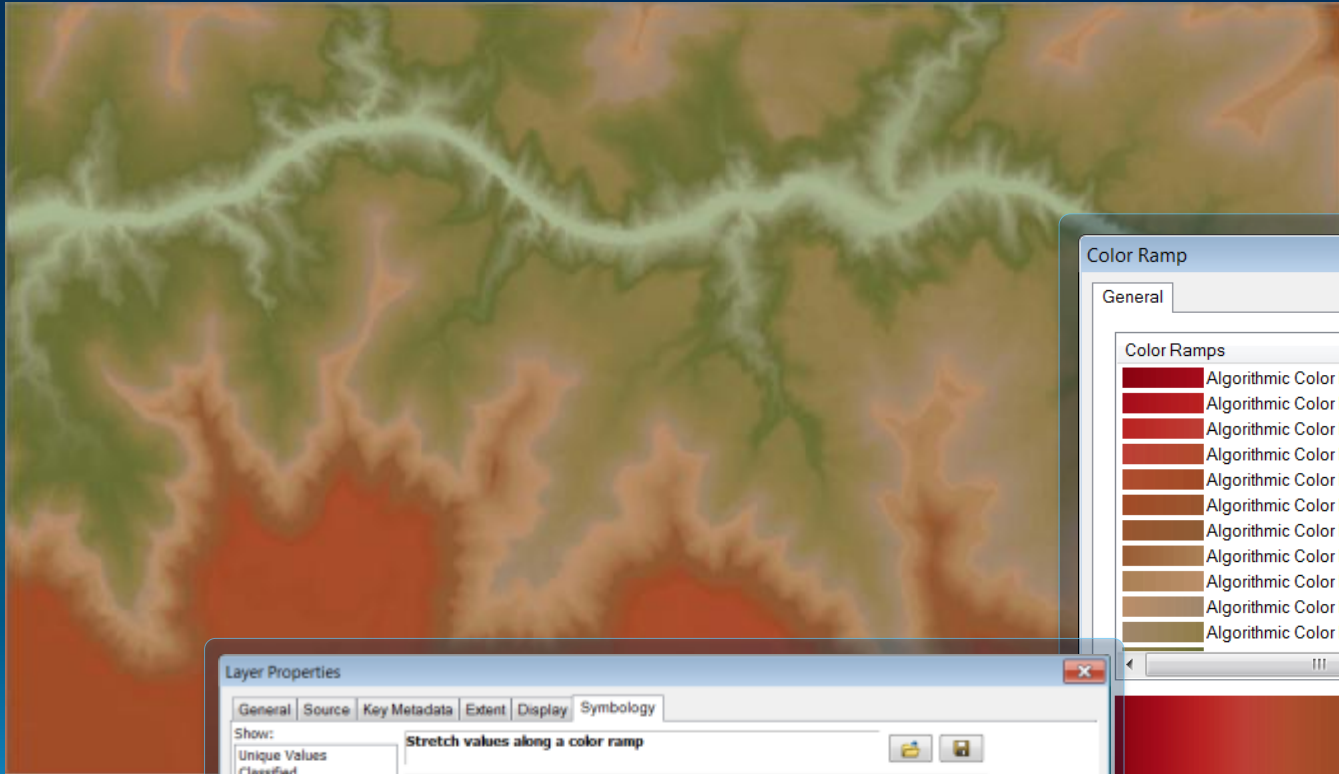 Color Ramp
General
Color Ramps
Algorithmic Color
Algorithmic Color
Algorithmic Color
Algorithmic Color
Algorithmic Color
Algorithmic Color
Algorithmic Color
Algorithmic Color
Algorithmic Color
Algorithmic Color
Algorithmic Color
Layer Properties
General Source Key Metadata Extent Display Symbology
Show:
Stretch values along a color ramp
Unique Values
Classified